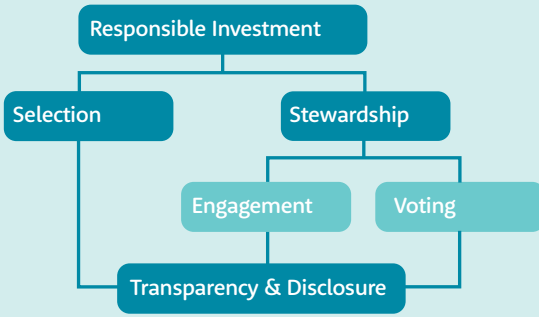 Responsible Investment
Selection
Stewardship
Engagement
Voting
Transparency & Disclosure